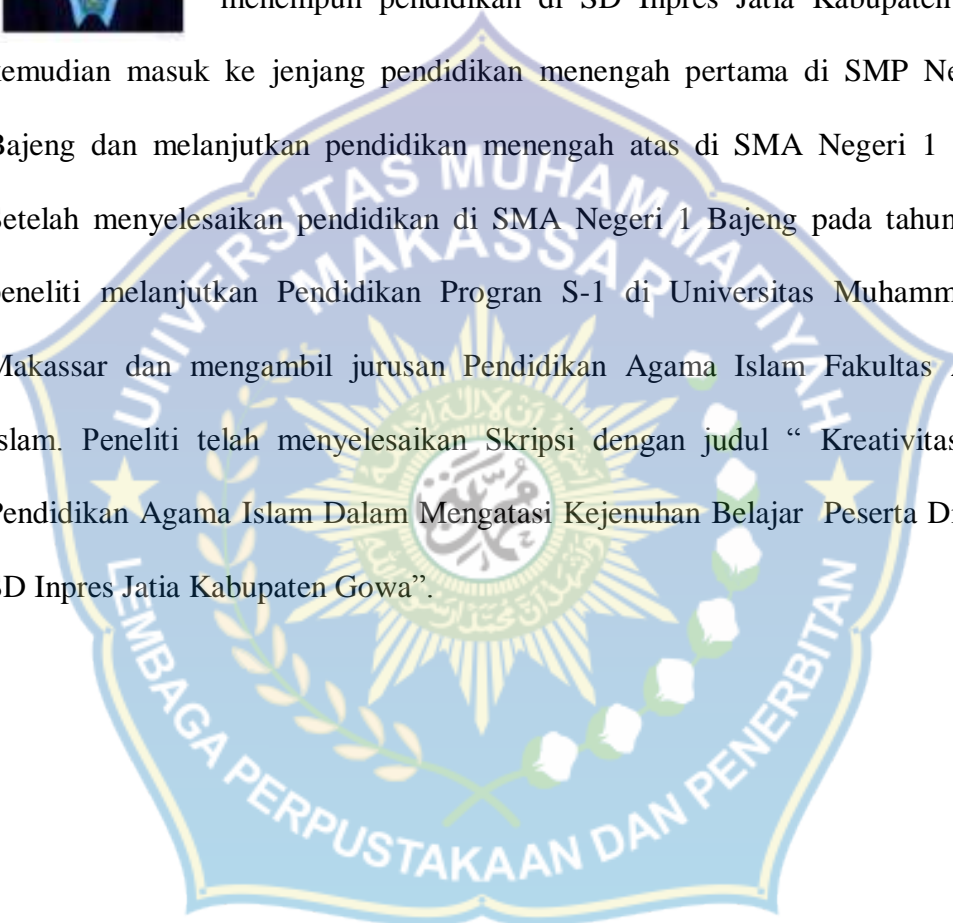 menempuh pendidikan di SD Inpres Jatia Kabupaten
kemudian masuk ke jenjang pendidikan menengah pertama di SMP Ne
Bajeng dan melanjutkan pendidikan menengah atas di SMA Negeri 1
Setelah menyelesaikan pendidikan di SMA Negeri 1 Bajeng pada tahun
peneliti melanjutkan Pendidikan Progran S-1 di Universitas Muhamm
Makassar dan mengambil jurusan Pendidikan Agama Islam Fakultas
Islam. Peneliti telah menyelesaikan Skripsi dengan judul “ Kreativitas
Pendidikan Agama Islam Dalam Mengatasi Kejenuhan Belajar Peserta Di
SD Inpres Jatia Kabupaten Gowa”.
UNIVERSITAS MUHAMMADIYAH
MAKASSAR
LEMBAGA PERPUSTAKAAN DAN PENERBITAN